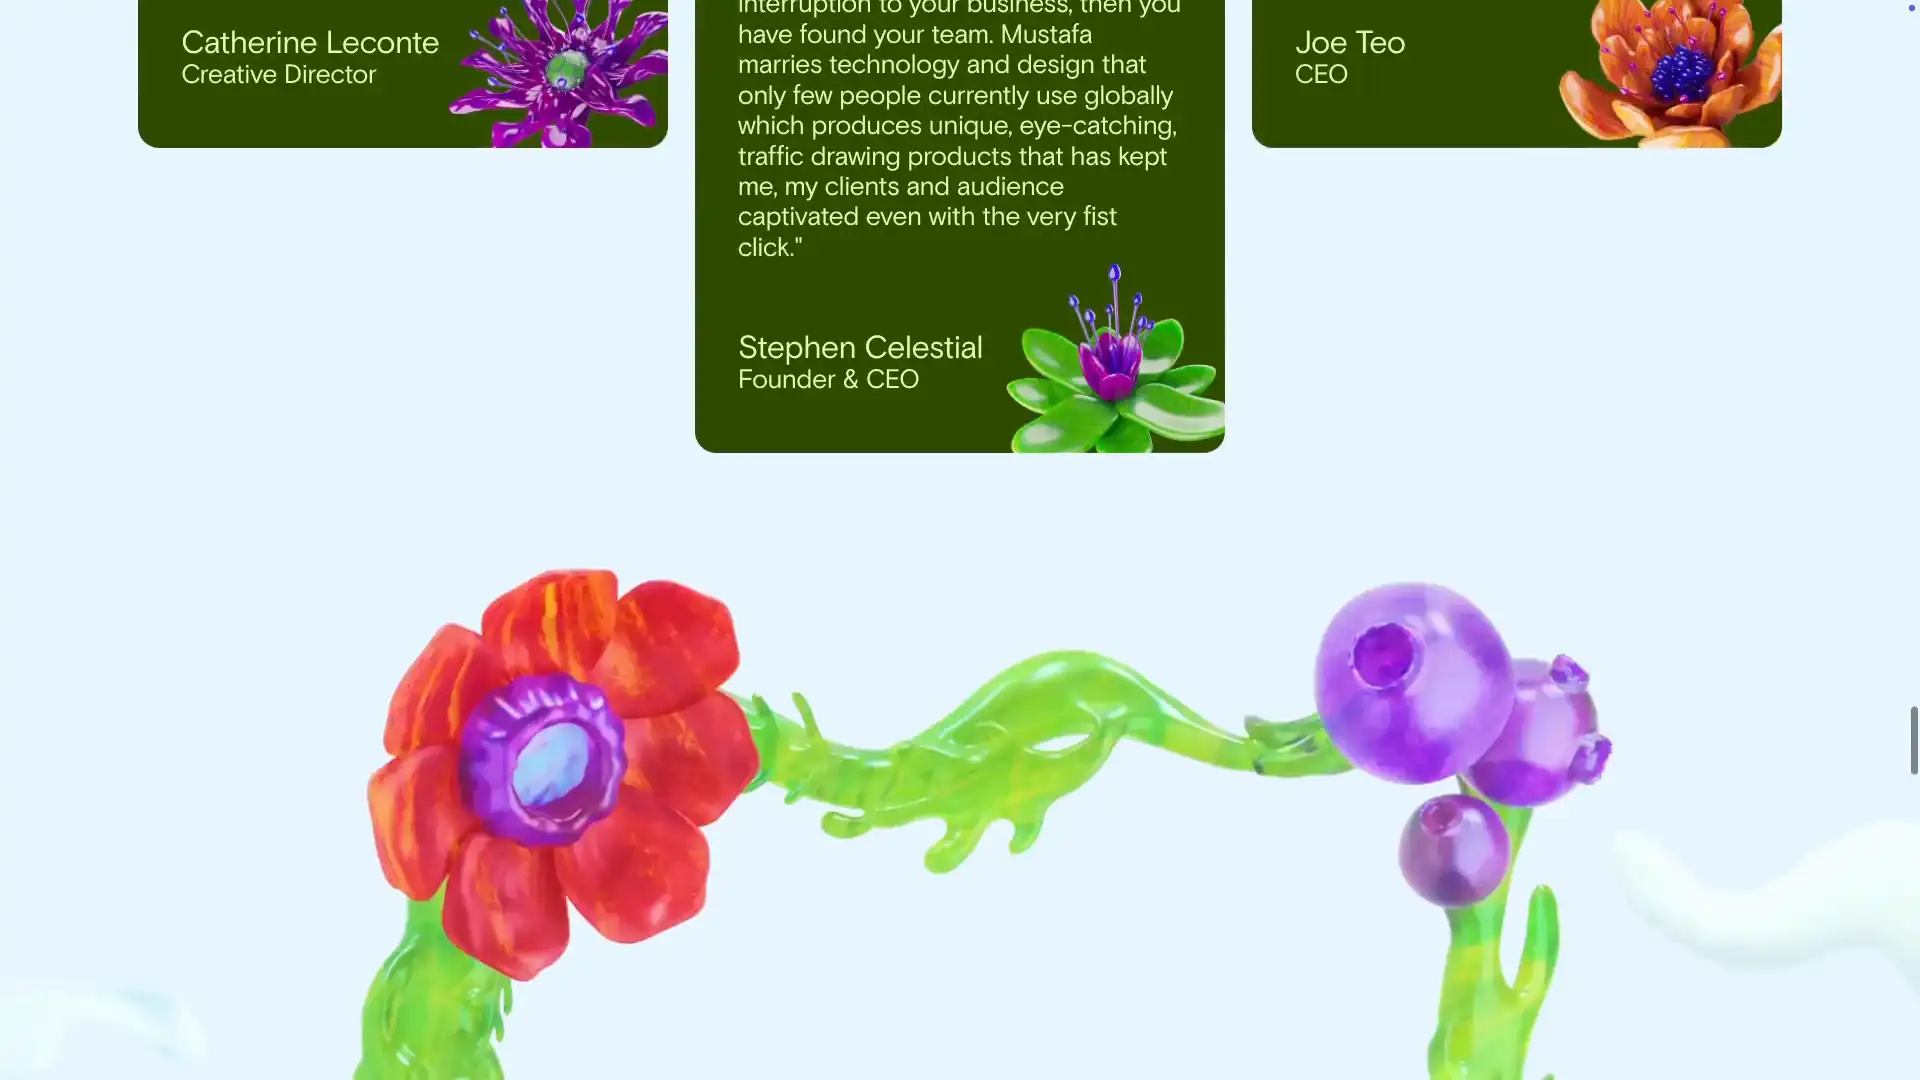 Catherine Leconte
Creative Director
interruption to your business, then you
have found your team. Mustafa
marries technology and design that
only few people currently use globally
which produces unique, eye-catching,
traffic drawing products that has kept
me, my clients and audience
captivated even with the very fist
click."
Stephen Celestial
Founder & CEO
Joe Teo
CEO